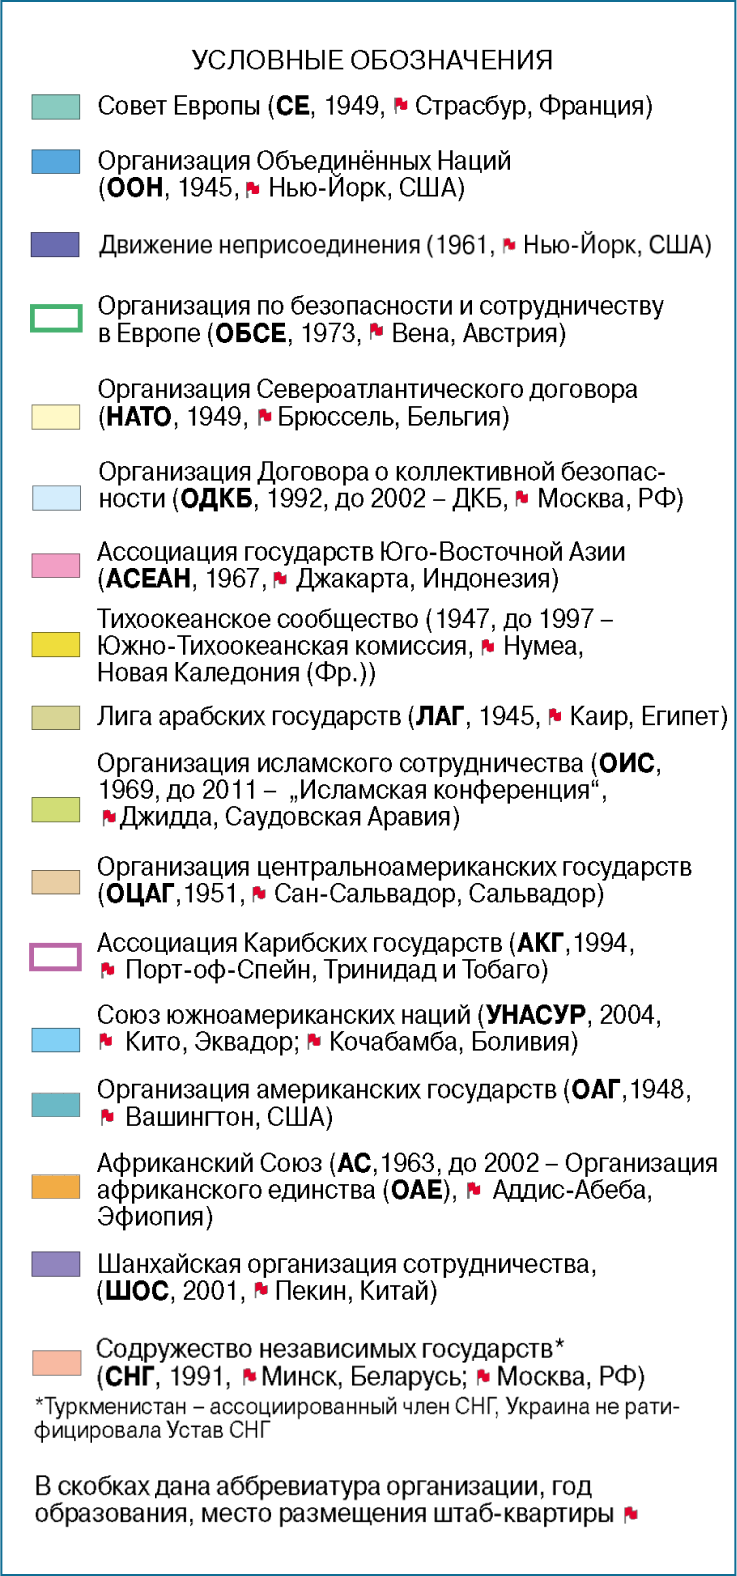 УСЛОВНЫЕ ОБОЗНАЧЕНИЯ
Совет Европы (СЕ, 1949, Страсбур, Франция)
Организация Объединённых Наций
(ООН, 1945, Нью-Йорк, США)
Движение неприсоединения (1961, Нью-Йорк, США)
Организация по безопасности и сотрудничеству
в Европе (ОБСЕ, 1973, Вена, Австрия)
Организация Североатлантического договора
(НАТО, 1949, Брюссель, Бельгия)
Организация Договора о коллективной безопас-
ности (ОДКБ, 1992, до 2002 – ДКБ, Москва, РФ)
Ассоциация государств Юго-Восточной Азии
(АСЕАН, 1967, Джакарта, Индонезия)
Тихоокеанское сообщество (1947, до 1997 –
Южно-Тихоокеанская комиссия, Нумеа,
Новая Каледония (Фр.))
Лига арабских государств (ЛАГ, 1945, Каир, Египет)
Организация исламского сотрудничества (ОИС,
1969, до 2011 – „Исламская конференция“,
Джидда, Саудовская Аравия)
Организация центральноамериканских государств
(ОЦАГ,1951, Сан-Сальвадор, Сальвадор)
Ассоциация Карибских государств (АКГ,1994,
Порт-оф-Спейн, Тринидад и Тобаго)
Союз южноамериканских наций (УНАСУР, 2004,
Кито, Эквадор; Кочабамба, Боливия)
Организация американских государств (ОАГ,1948,
Вашингтон, США)
Африканский Союз (АС,1963, до 2002 – Организация
африканского единства (ОАЕ), Аддис-Абеба,
Эфиопия)
Шанхайская организация сотрудничества,
(ШОС, 2001, Пекин, Китай)
Содружество независимых государств*
(СНГ, 1991, Минск, Беларусь; Москва, РФ)
*Туркменистан – ассоциированный член СНГ, Украина не рати-
фицировала Устав СНГ
В скобках дана аббревиатура организации, год
образования, место размещения штаб-квартиры